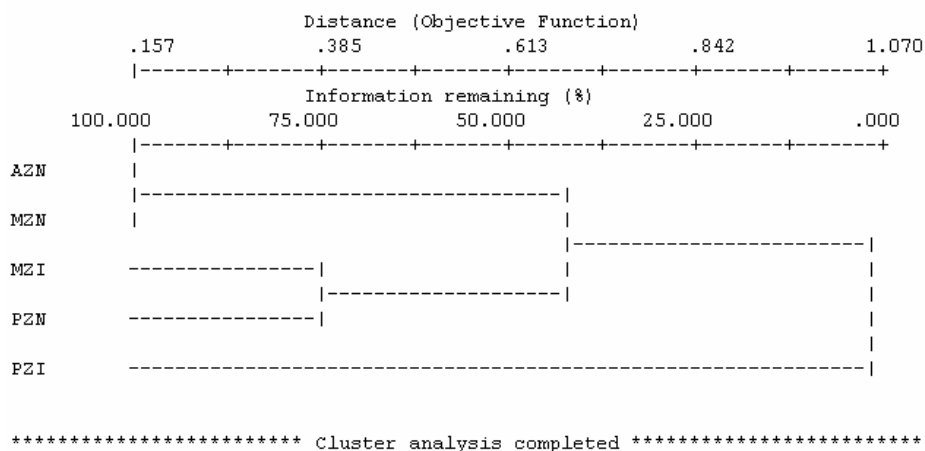 Distance (Objective Function)
.157 .385 .613 .842 1.070
|-------+-------+-------+-------+-------+-------+-------+-------+
Information remaining (%)
100.000 75.000 50.000 25.000 .000
|-------+-------+-------+-------+-------+-------+-------+-------+
AZN
MZN
MZI
PZN
PZI
************************* Cluster analysis completed *************************